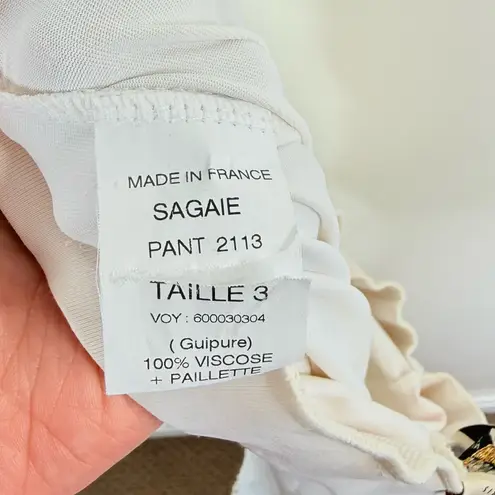 MADE IN FRANCE
SAGAIE
PANT 2113
TAILLE 3
VOY : 600030304
( Guipure )
100% VISCOSE
+ PAILLETTE